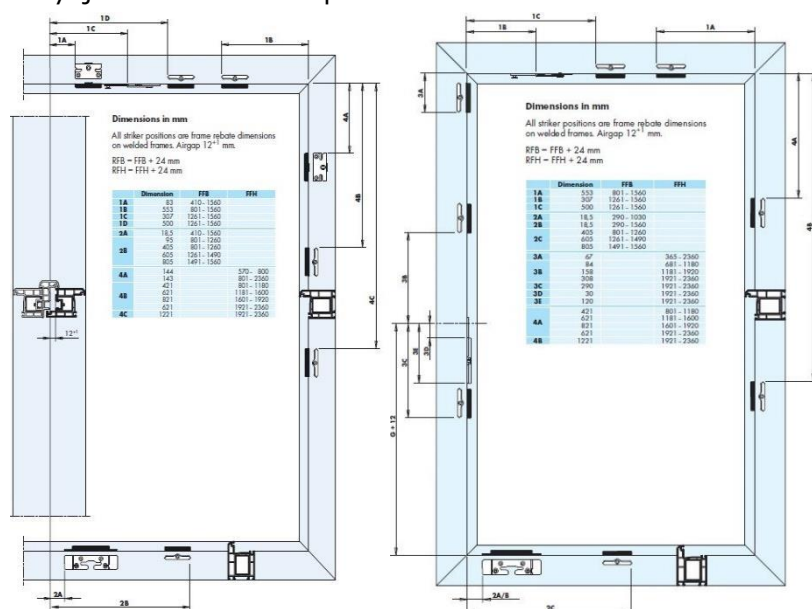 1D
1C
1A
1B
4A
4B
4C
Dimensions in mm
All striker positions are frame rebate dimensions
on welded frames. Airgap 12⁺¹ mm.
RFB = FFB + 24 mm
RFH = FFH + 24 mm
Dimension FFB FFH
1A 83 410 - 1560
1B 553 801 - 1560
1C 307 1261 - 1560
1D 500 1261 - 1560
2A 18,5 410 - 1560
95 801 - 1260
2B 405 801 - 1260
605 1261 - 1490
805 1491 - 1560
4A 144 570 - 800
143 801 - 2360
421 801 - 1180
4B 621 1181 - 1600
821 1601 - 1920
621 1921 - 2360
4C 1221 1921 - 2360
12⁺¹
2A
2B
1C
1B
1A
3A
4A
4B
3B
3C
3E
3D
G + 12
Dimensions in mm
All striker positions are frame rebate dimensions
on welded frames. Airgap 12⁺¹ mm.
RFB = FFB + 24 mm
RFH = FFH + 24 mm
Dimension FFB FFH
1A 553 801 - 1560
1B 307 1261 - 1560
1C 500 1261 - 1560
2A 18,5 290 - 1030
2B 18,5 290 - 1560
405 801 - 1260
2C 605 1261 - 1490
805 1491 - 1560
3A 67 365 - 2360
84 681 - 1180
3B 158 1181 - 1920
308 1921 - 2360
3C 290 1921 - 2360
3D 30 1921 - 2360
3E 120 1921 - 2360
421 801 - 1180
4A 621 1181 - 1600
821 1601 - 1920
621 1921 - 2360
4B 1221 1921 - 2360
2A/B
2C